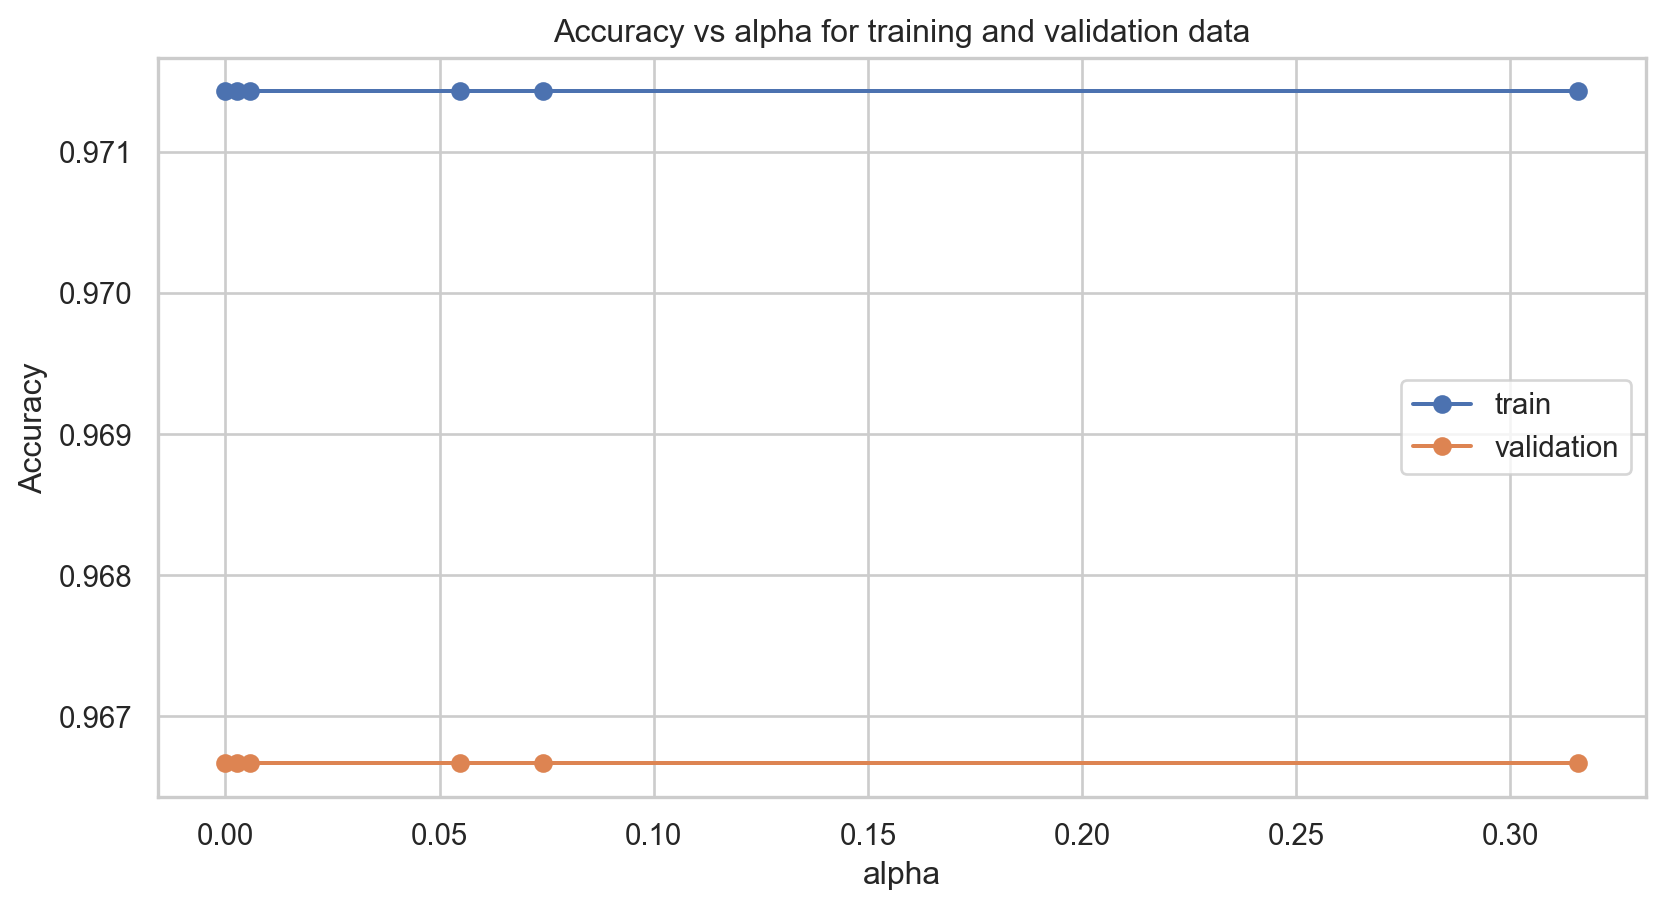 Accuracy vs alpha for training and validation data
0.971
0.970
0.969
0.968
0.967
Accuracy
train
validation
0.00 0.05 0.10 0.15 0.20 0.25 0.30
alpha